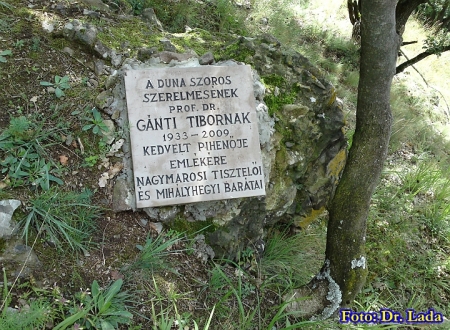 A DUNA SZOROS
SZERELMESÉNEK
PROF. DR.
GÁNTI TIBORNAK
1933–2009
KEDVELT PIHENŐJE
EMLÉKÉRE
NAGYMAROSI TISZTELŐI
ÉS MIHÁLYHEGYI BARÁTAI
Foto: Dr. Lada